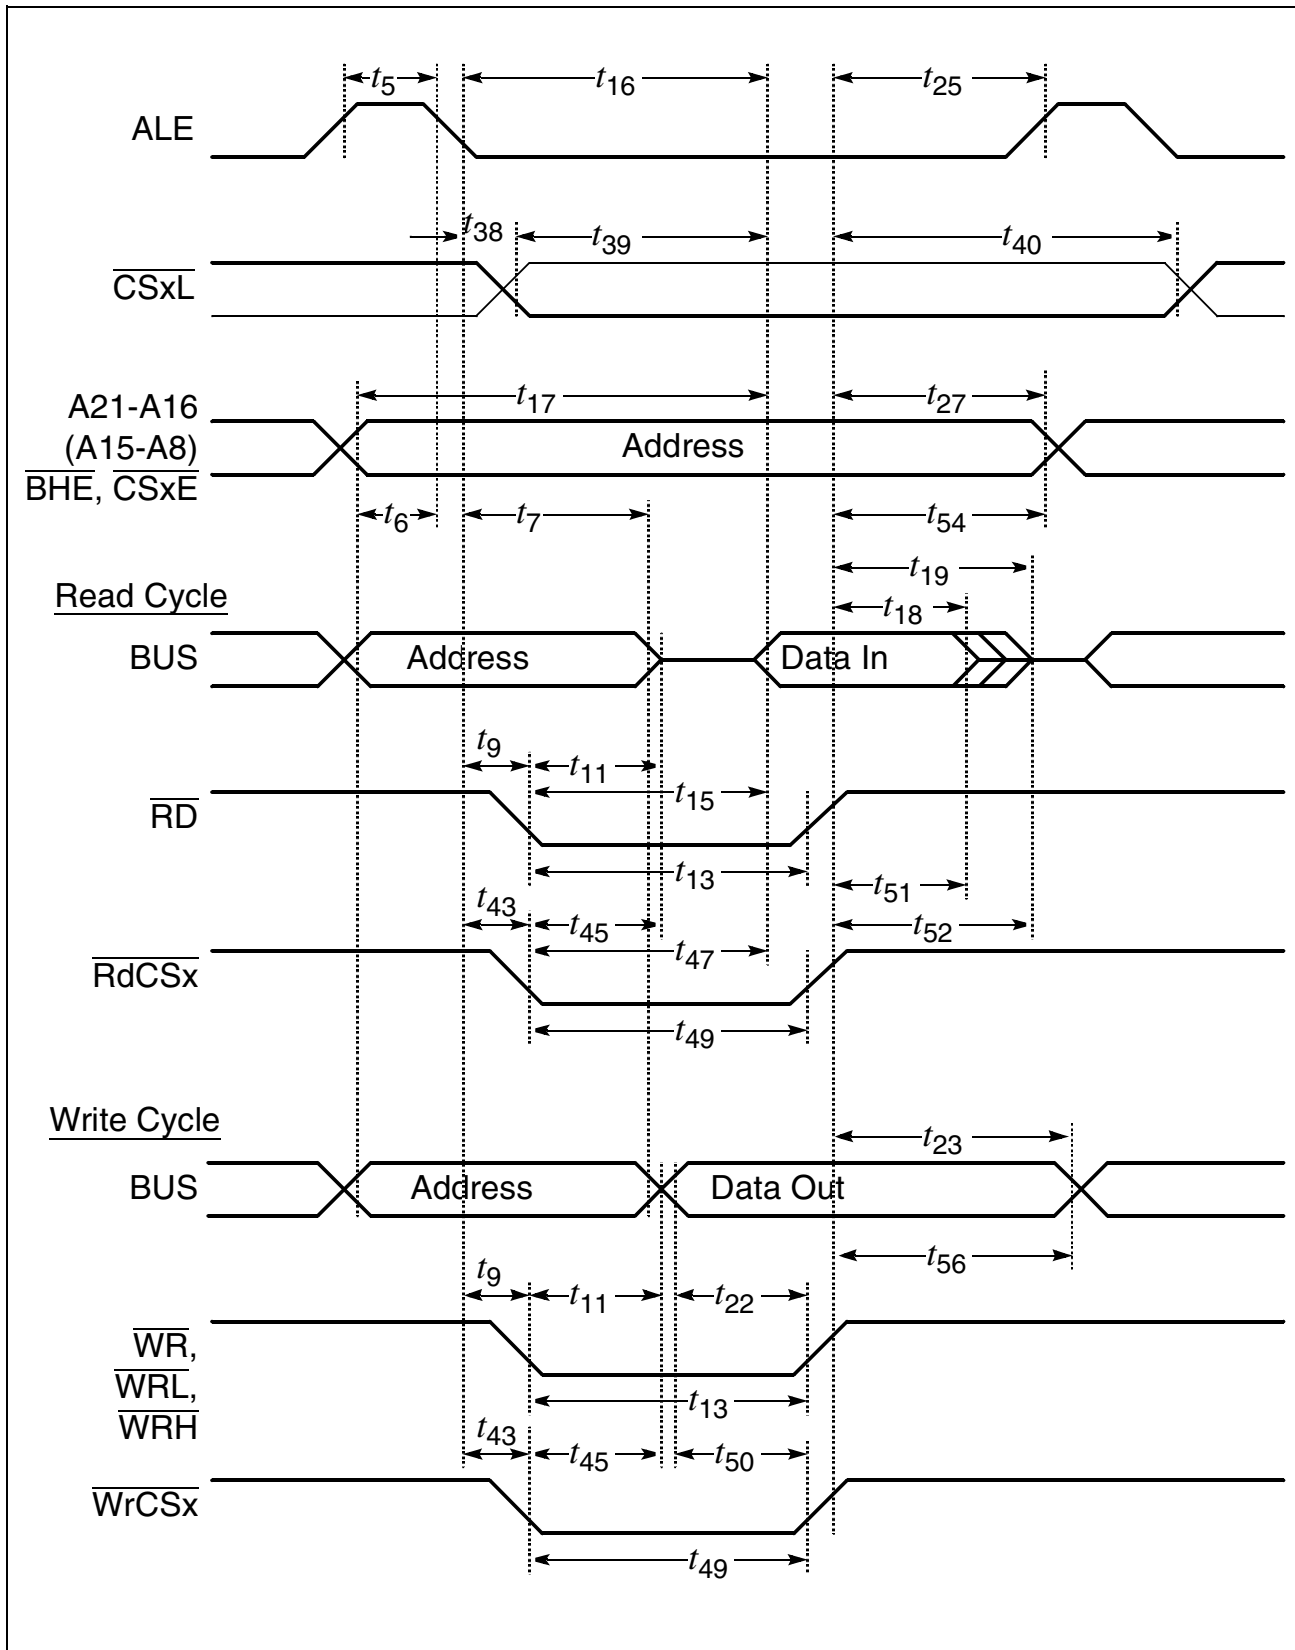 t5
t16
t25
ALE
t38
t39
t40
CSxL
t17
t27
A21-A16
(A15-A8)
BHE, CSxE
Address
t6
t7
t54
t19
Read Cycle
t18
BUS
Address
Data In
t9
t11
t15
RD
t13
t51
t43
t45
t52
t47
RdCSx
t49
Write Cycle
t23
BUS
Address
Data Out
t56
t9
t11
t22
WR,
WRL,
WRH
t13
t43
t45
t50
WrCSx
t49